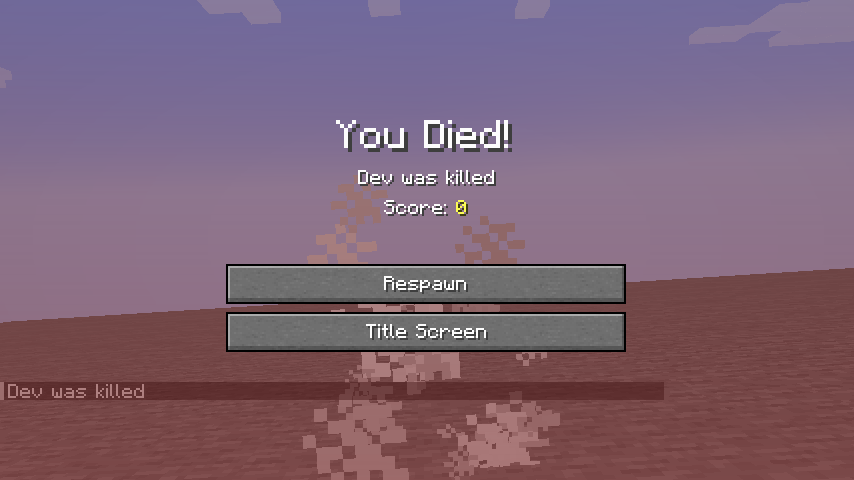 You Died!
Dev was killed
Score: 0
Respawn
Title Screen
Dev was killed